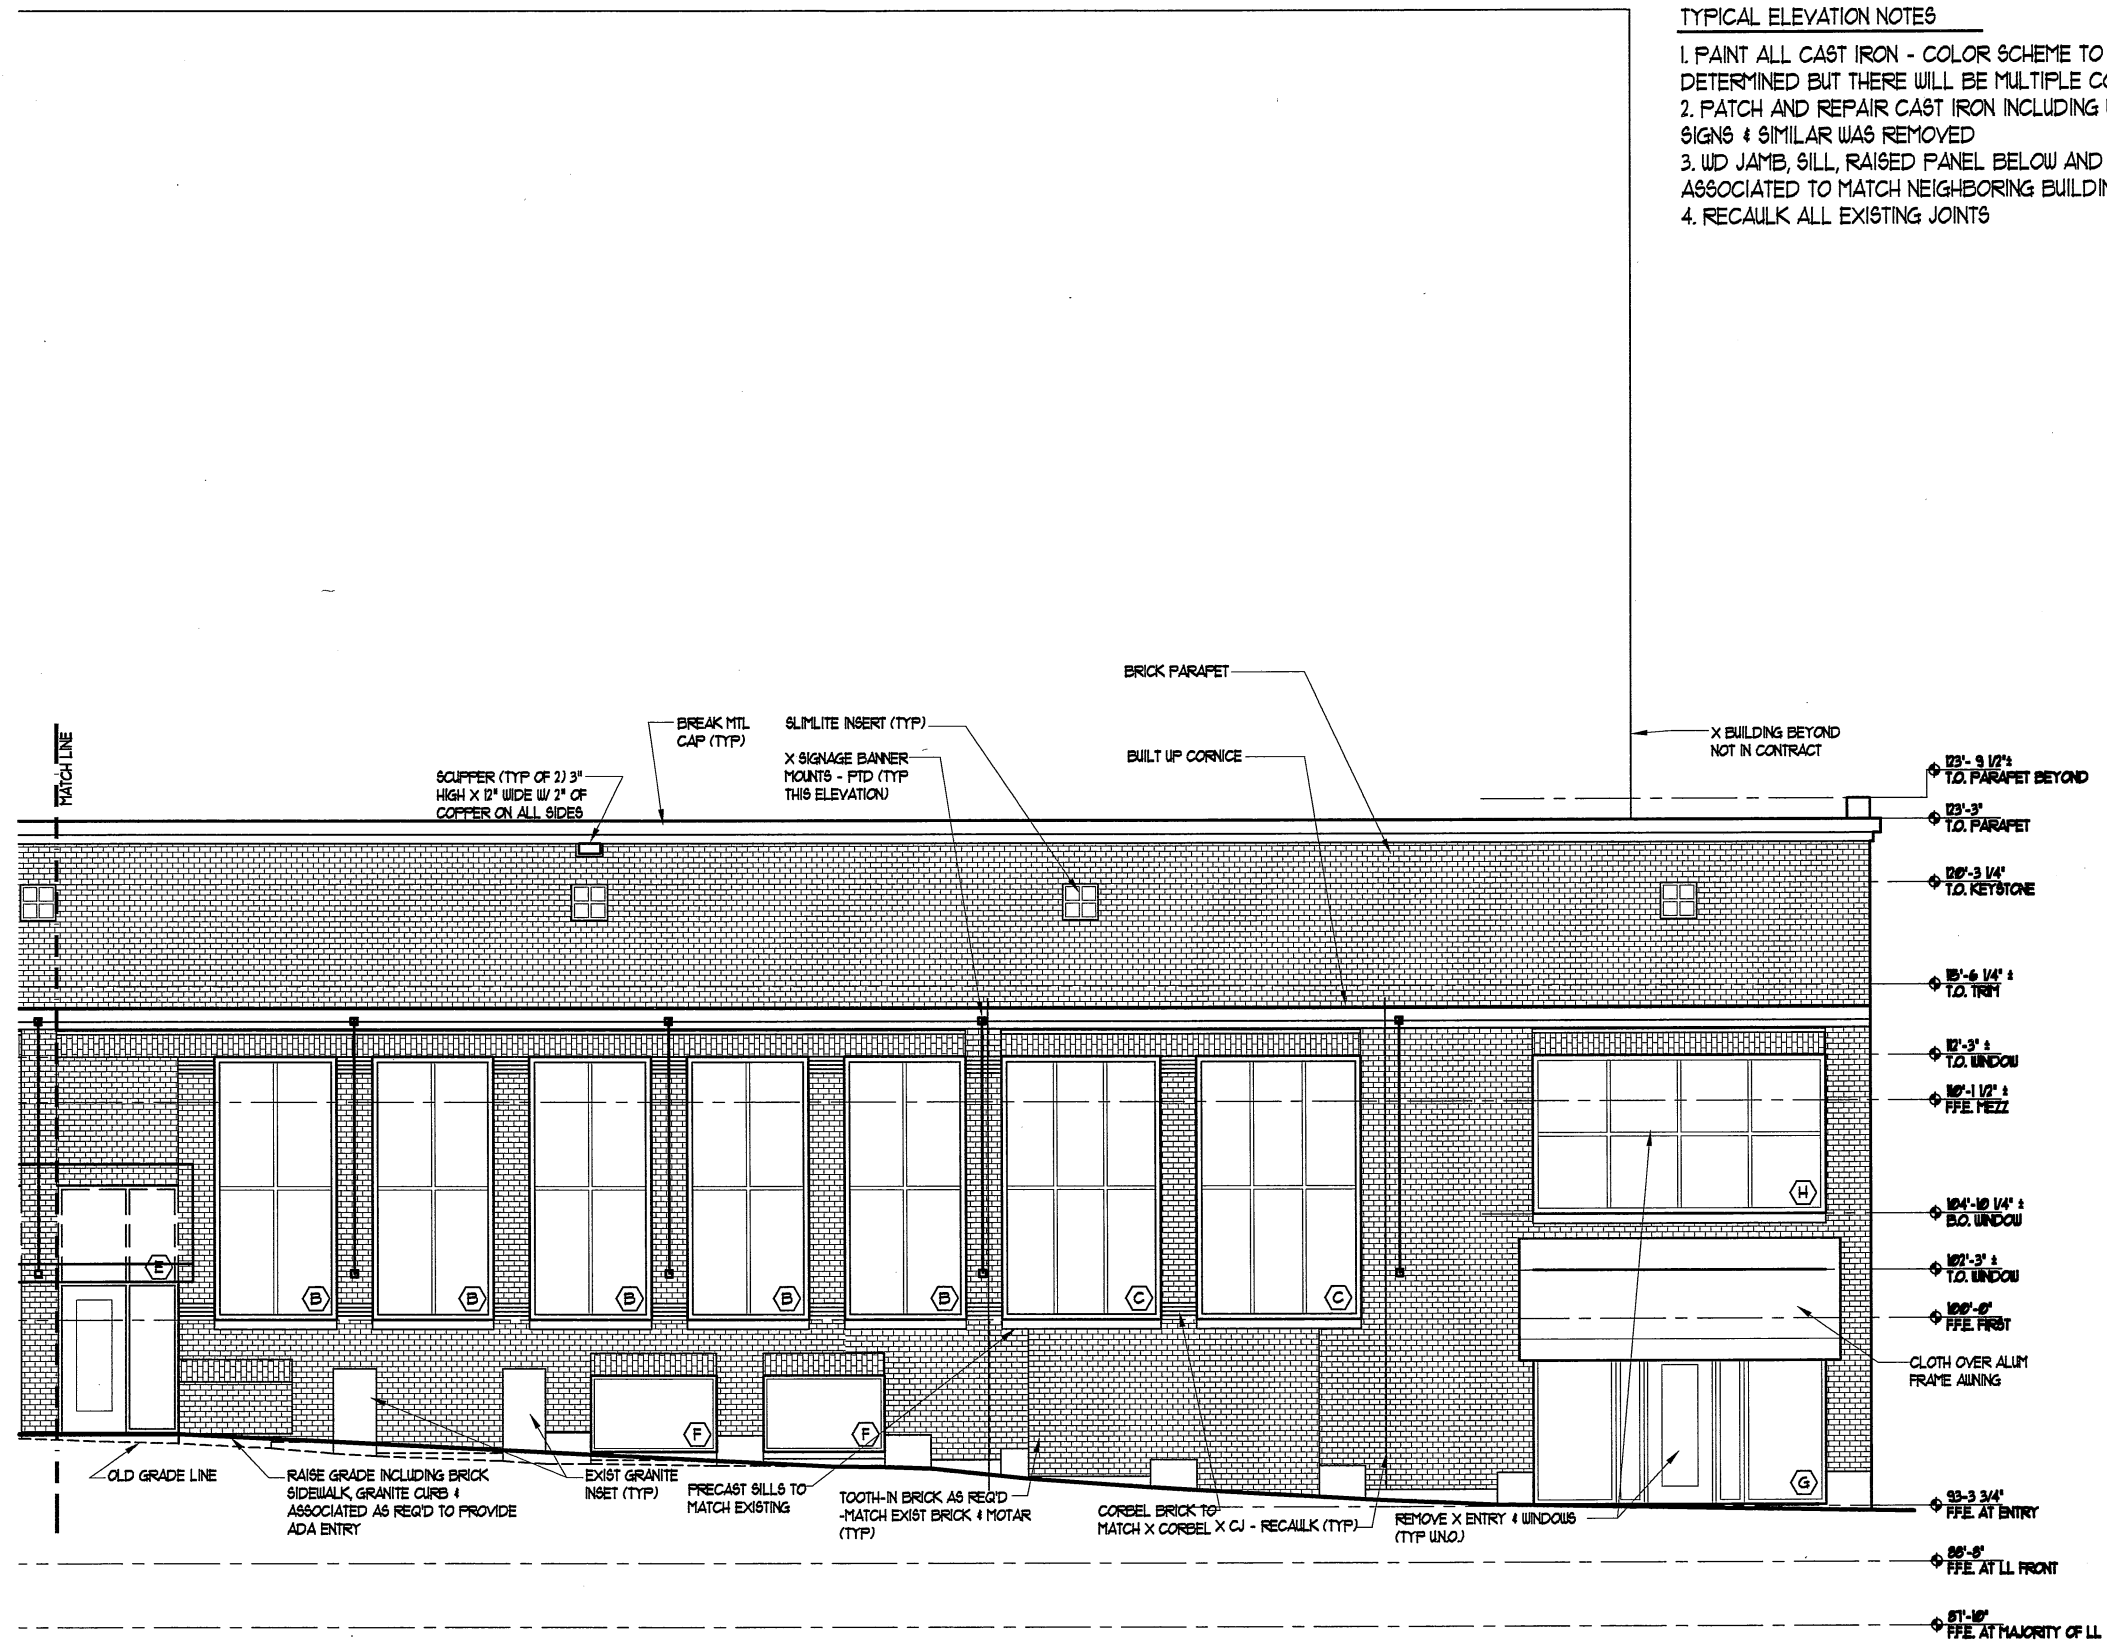 TYPICAL ELEVATION NOTES
1. PAINT ALL CAST IRON - COLOR SCHEME TO
DETERMINED BUT THERE WILL BE MULTIPLE
2. PATCH AND REPAIR CAST IRON INCLUDING
SIGNS & SIMILAR WAS REMOVED
3. WD JAMB, SILL, RAISED PANEL BELOW AND
ASSOCIATED TO MATCH NEIGHBORING
4. RECAULK ALL EXISTING JOINTS
BRICK PARAPET
BREAK MTL
CAP (TYP)
SLIMLITE INSERT (TYP)
X SIGNAGE BANNER
MOUNTS - PTD (TYP
THIS ELEVATION)
BUILT UP CORNICE
X BUILDING BEYOND
NOT IN CONTRACT
MATCH LINE
SCUPPER (TYP OF 2) 3"
HIGH X 12" WIDE W/ 2" OF
COPPER ON ALL SIDES
123'- 9 1/2"±
T.O. PARAPET BEYOND
123'-3"
T.O. PARAPET
120'-3 1/4"
T.O. KEYSTONE
115'-6 1/4" ±
T.O. TRIM
112'-3" ±
T.O. WINDOW
110'-1 1/2" ±
F.F.E. MEZZ
104'-10 1/4" ±
B.O. WINDOW
102'-3" ±
T.O. WINDOW
100'-0"
F.F.E. FIRST
H
E
B
B
B
B
B
C
C
CLOTH OVER ALUM
FRAME AWNING
F
F
G
OLD GRADE LINE
RAISE GRADE INCLUDING BRICK
SIDEWALK, GRANITE CURB &
ASSOCIATED AS REQ'D TO PROVIDE
ADA ENTRY
EXIST GRANITE
INSET (TYP)
PRECAST SILLS TO
MATCH EXISTING
TOOTH-IN BRICK AS REQ'D
-MATCH EXIST BRICK & MOTAR
(TYP)
CORBEL BRICK TO
MATCH X CORBEL
X CJ - RECAULK (TYP)
REMOVE X ENTRY & WINDOWS
(TYP U.N.O.)
93-3 3/4"
F.F.E. AT ENTRY
F.F.E. AT LL FRONT
87'-10"
F.F.E. AT MAJORITY OF LL